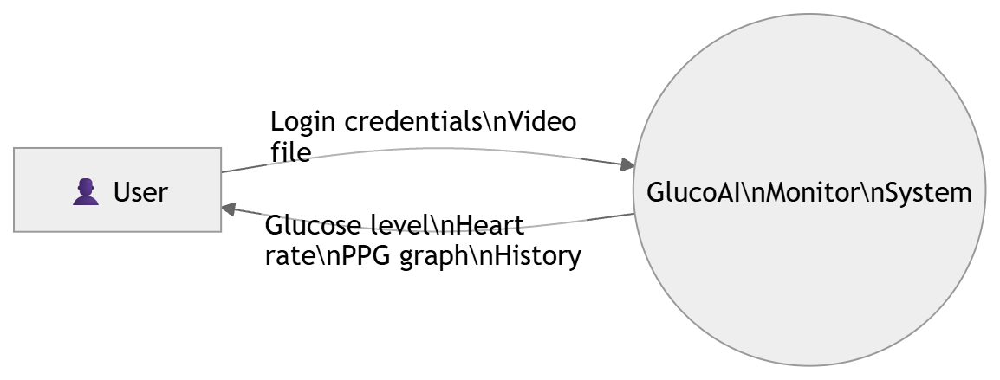 Login credentials\nVideo
file
👤 User
GlucoAI\nMonitor\nSystem
Glucose level\nHeart
rate\nPPG graph\nHistory